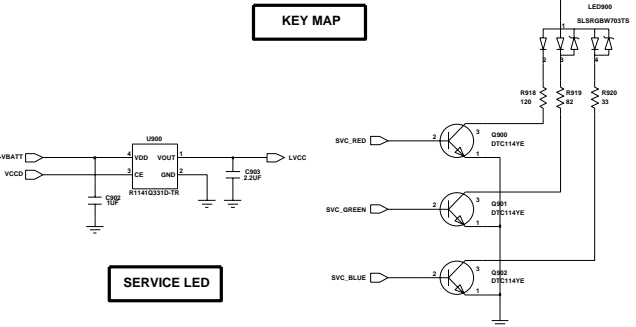 KEY MAP
LED900
SLSRGBW703TS
1
2 3 4
R918 R919 R920
120 82 33
U900
4 VDD VOUT 1
3 CE GND 2
R1141Q331D-TR
VBATT
VCCD
LVCC
C902
1UF
C903
2.2UF
SVC_RED
2 3 1
Q900
DTC114YE
SVC_GREEN
2 3 1
Q901
DTC114YE
SVC_BLUE
2 3 1
Q902
DTC114YE
SERVICE LED